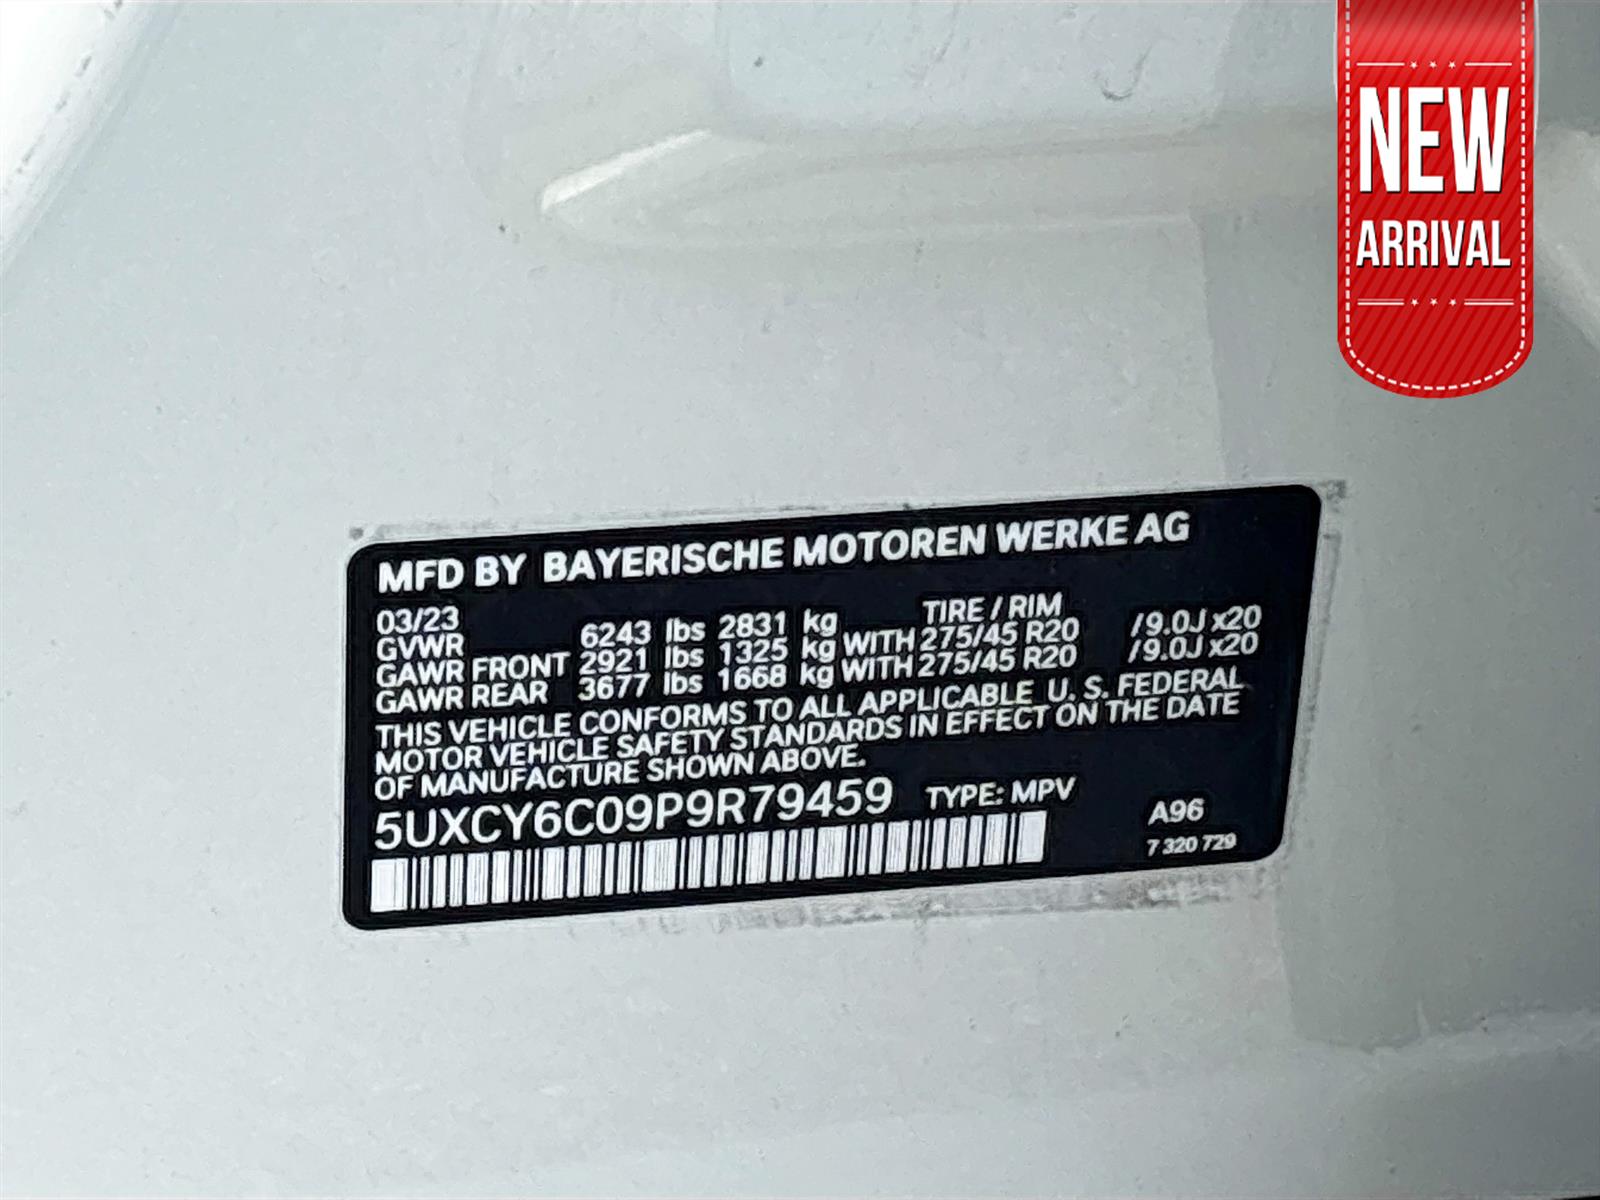 NEW
ARRIVAL
MFD BY BAYERISCHE MOTOREN WERKE AG
03/23 TIRE / RIM
GVWR 6243 lbs 2831 kg
GAWR FRONT 2921 lbs 1325 kg WITH 275/45 R20 /9.0J x20
GAWR REAR 3677 lbs 1668 kg WITH 275/45 R20 /9.0J x20
THIS VEHICLE CONFORMS TO ALL APPLICABLE U. S. FEDERAL
MOTOR VEHICLE SAFETY STANDARDS IN EFFECT ON THE DATE
OF MANUFACTURE SHOWN ABOVE.
5UXCY6C09P9R79459 TYPE: MPV
A96
7 320 729